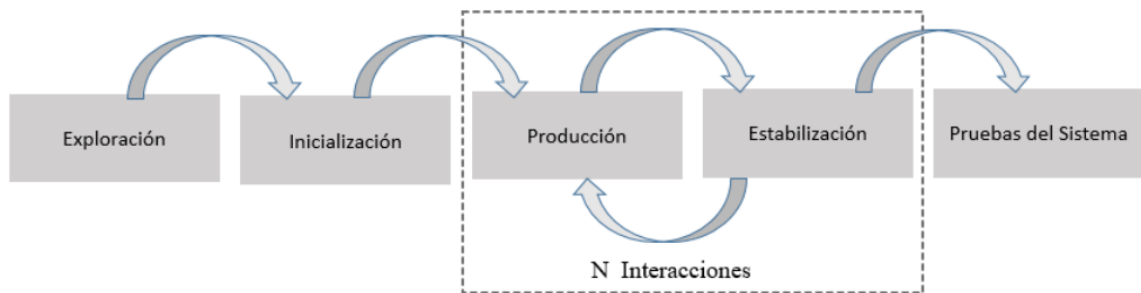 Exploración
Inicialización
Producción
Estabilización
Pruebas del Sistema
N Interacciones